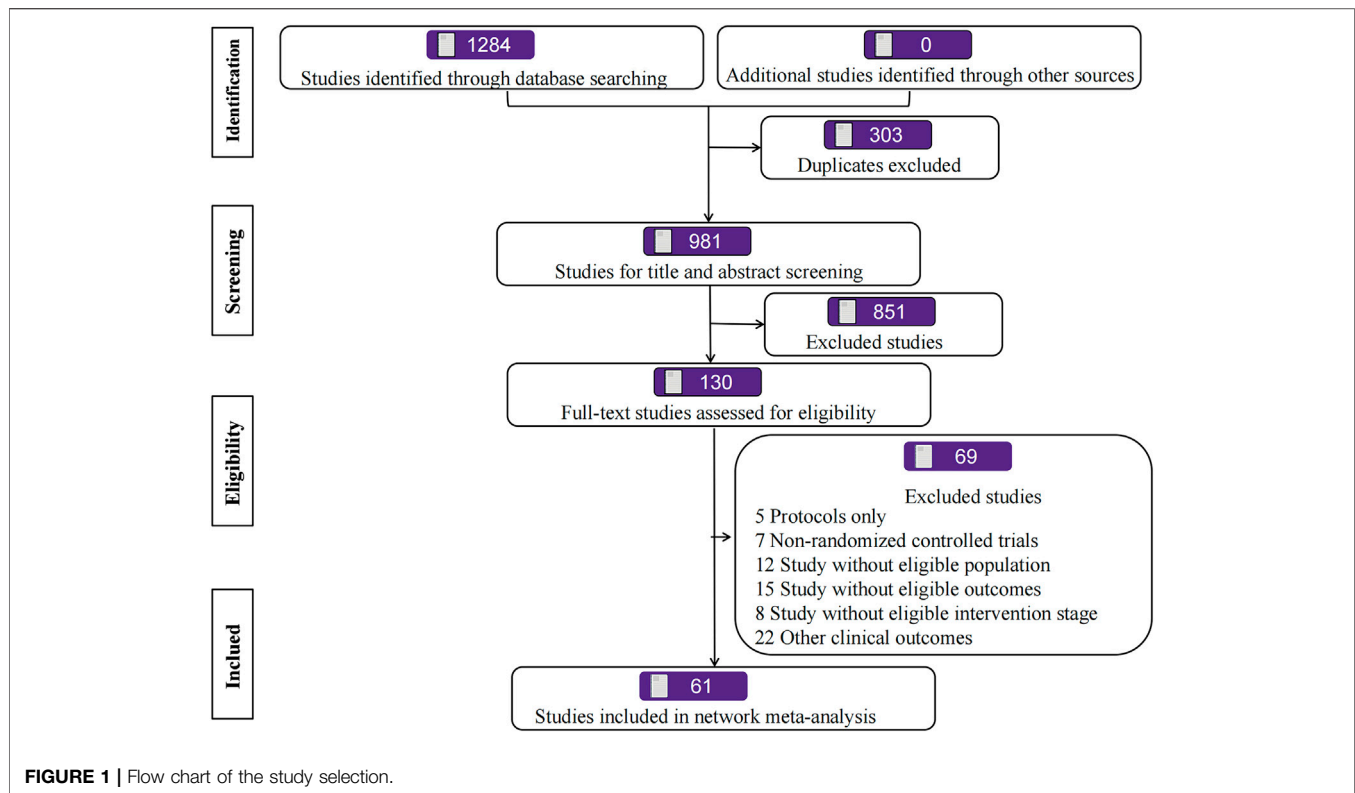 Identification
1284
Studies identified through database searching
0
Additional studies identified through other sources
303
Duplicates excluded
Screening
981
Studies for title and abstract screening
851
Excluded studies
130
Full-text studies assessed for eligibility
Eligibility
69
Excluded studies
5 Protocols only
7 Non-randomized controlled trials
12 Study without eligible population
15 Study without eligible outcomes
8 Study without eligible intervention stage
22 Other clinical outcomes
Included
61
Studies included in network meta-analysis
FIGURE 1 | Flow chart of the study selection.